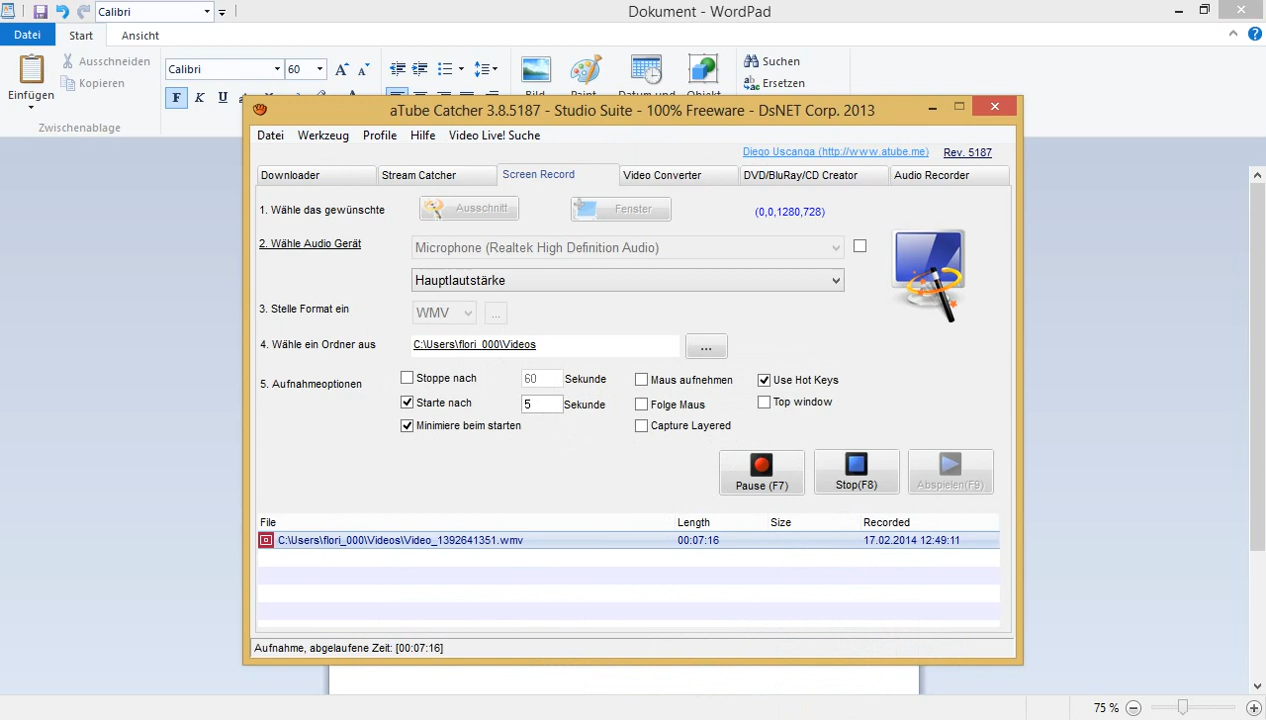 Calibri
Dokument - WordPad
Datei Start Ansicht
Einfügen
Ausschneiden
Kopieren
Zwischenablage
Calibri 60
F K U
Bild Paint Datum und Objekt
Suchen
Ersetzen
aTube Catcher 3.8.5187 - Studio Suite - 100% Freeware - DsNET Corp. 2013
Datei Werkzeug Profile Hilfe Video Live! Suche
Diego Uscanga (http://www.atube.me) Rev. 5187
Downloader Stream Catcher Screen Record Video Converter DVD/BluRay/CD Creator Audio Recorder
1. Wähle das gewünschte Ausschnitt Fenster (0,0,1280,728)
2. Wähle Audio Gerät Microphone (Realtek High Definition Audio)
Hauptlautstärke
3. Stelle Format ein WMV ...
4. Wähle ein Ordner aus C:\Users\flori_000\Videos ...
5. Aufnahmeoptionen
Stoppe nach 60 Sekunde Maus aufnehmen Use Hot Keys
Starte nach 5 Sekunde Folge Maus Top window
Minimiere beim starten Capture Layered
Pause (F7) Stop(F8) Abspielen(F9)
File Length Size Recorded
C:\Users\flori_000\Videos\Video_1392641351.wmv 00:07:16 17.02.2014 12:49:11
Aufnahme, abgelaufene Zeit: [00:07:16]
75 %